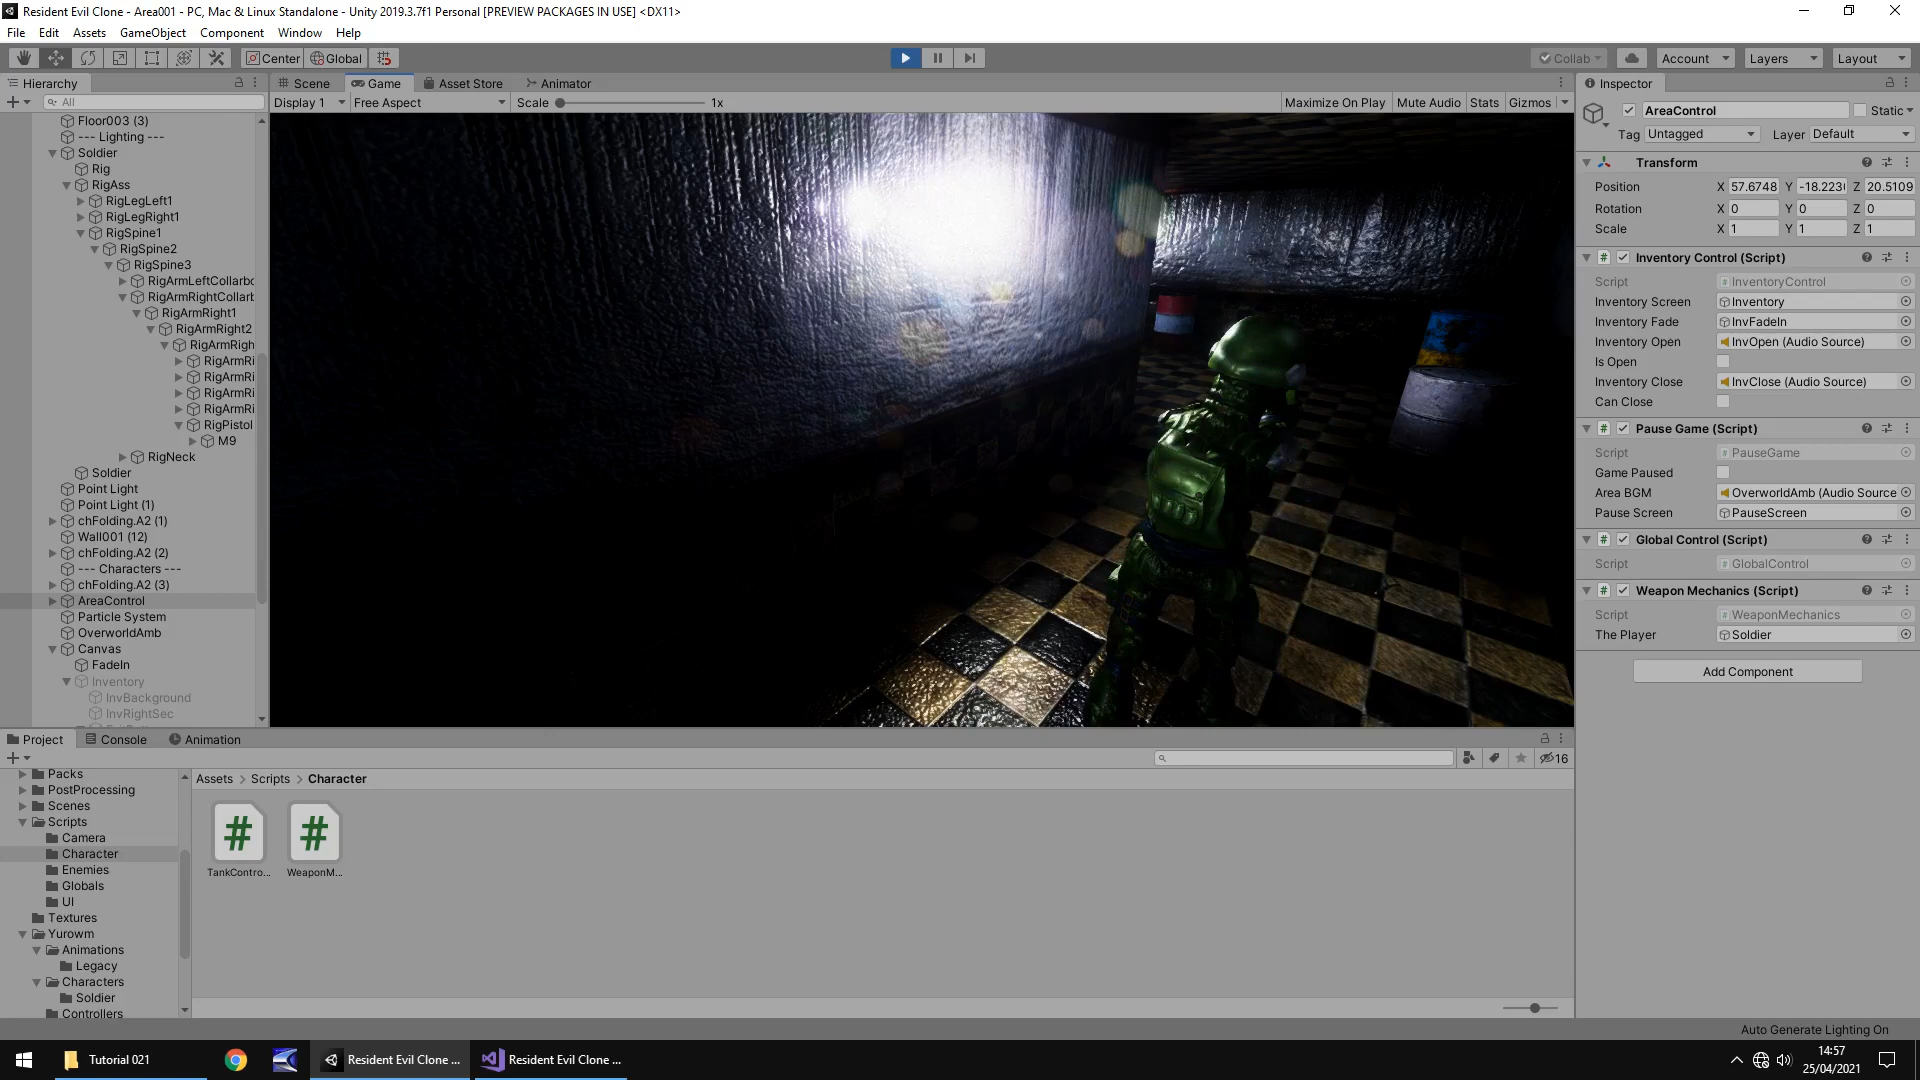 Resident Evil Clone - Area001 - PC, Mac & Linux Standalone - Unity 2019.3.7f1 Personal [PREVIEW PACKAGES IN USE] <DX11>
File Edit Assets GameObject Component Window Help
Center Global Collab Account Layers Layout
Hierarchy
All
Floor003 (3)
--- Lighting ---
Soldier
Rig
RigAss
RigLegLeft1
RigLegRight1
RigSpine1
RigSpine2
RigSpine3
RigArmLeftCollarbo
RigArmRightCollarb
RigArmRight1
RigArmRight2
RigArmRigh
RigArmRi
RigArmRi
RigArmRi
RigArmRi
RigPistol
M9
RigNeck
Soldier
Point Light
Point Light (1)
chFolding.A2 (1)
Wall001 (12)
chFolding.A2 (2)
--- Characters ---
chFolding.A2 (3)
AreaControl
Particle System
OverworldAmb
Canvas
FadeIn
Inventory
InvBackground
InvRightSec
Scene Game Asset Store Animator
Display 1 Free Aspect Scale 1x Maximize On Play Mute Audio Stats Gizmos
Inspector
AreaControl Static
Tag Untagged Layer Default
Transform
Position X 57.6748 Y -18.223 Z 20.5109
Rotation X 0 Y 0 Z 0
Scale X 1 Y 1 Z 1
# Inventory Control (Script)
Script # InventoryControl
Inventory Screen Inventory
Inventory Fade InvFadeIn
Inventory Open InvOpen (Audio Source)
Is Open
Inventory Close InvClose (Audio Source)
Can Close
# Pause Game (Script)
Script # PauseGame
Game Paused
Area BGM OverworldAmb (Audio Source
Pause Screen PauseScreen
# Global Control (Script)
Script # GlobalControl
# Weapon Mechanics (Script)
Script # WeaponMechanics
The Player Soldier
Add Component
Project Console Animation
16
Packs
PostProcessing
Scenes
Scripts
Camera
Character
Enemies
Globals
UI
Textures
Yurowm
Animations
Legacy
Characters
Soldier
Controllers
Assets > Scripts > Character
# #
TankContro... WeaponM...
Auto Generate Lighting On
Tutorial 021 Resident Evil Clone ... Resident Evil Clone ...
14:57
25/04/2021